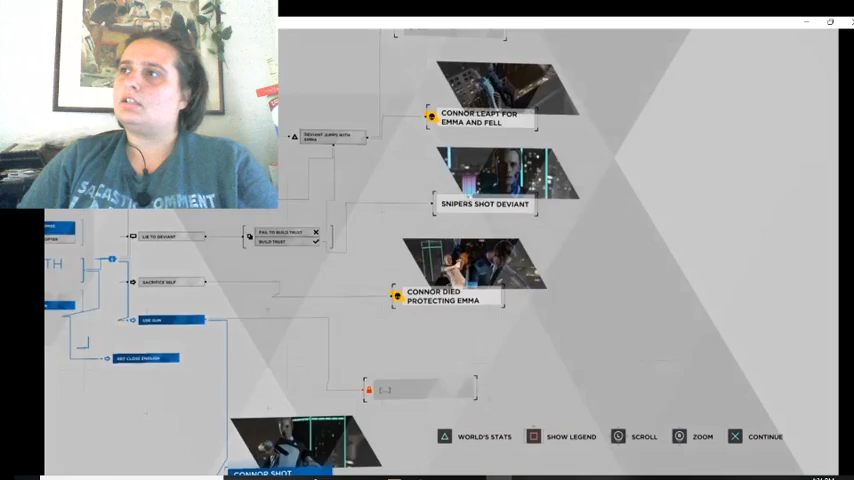 CONNOR LEAPT FOR
EMMA AND FELL
DEVIANT JUMPS WITH
EMMA
SNIPERS SHOT DEVIANT
LIE TO DEVIANT
FAIL TO BUILD TRUST
BUILD TRUST
SACRIFICE SELF
CONNOR DIED
PROTECTING EMMA
USE GUN
GET CLOSE ENOUGH
[...]
WORLD'S STATS
SHOW LEGEND
SCROLL
ZOOM
CONTINUE
CONNOR SHOT